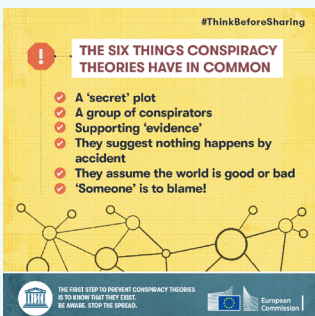 #ThinkBeforeSharing
!
THE SIX THINGS CONSPIRACY
THEORIES HAVE IN COMMON
A ‘secret’ plot
A group of conspirators
Supporting ‘evidence’
They suggest nothing happens by
accident
They assume the world is good or bad
‘Someone’ is to blame!
THE FIRST STEP TO PREVENT CONSPIRACY THEORIES
IS TO KNOW THAT THEY EXIST.
BE AWARE. STOP THE SPREAD.
European
Commission